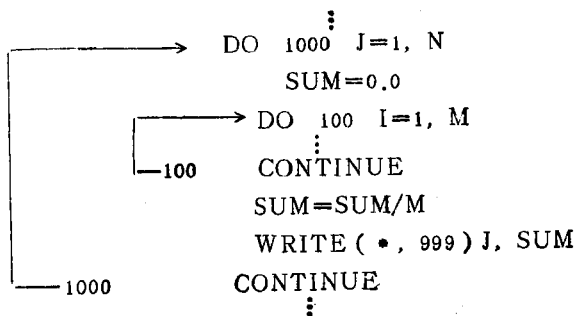 ⋮
DO 1000 J=1, N
SUM=0.0
DO 100 I=1, M
⋮
100 CONTINUE
SUM=SUM/M
WRITE(•, 999)J, SUM
1000 CONTINUE
⋮